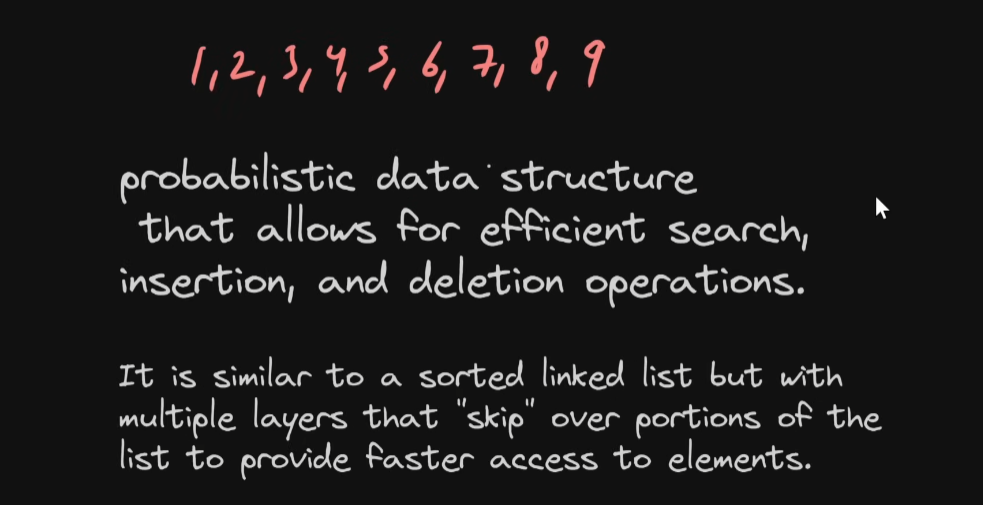 1, 2, 3, 4, 5, 6, 7, 8, 9
probabilistic data structure
that allows for efficient search,
insertion, and deletion operations.
It is similar to a sorted linked list but with
multiple layers that "skip" over portions of the
list to provide faster access to elements.